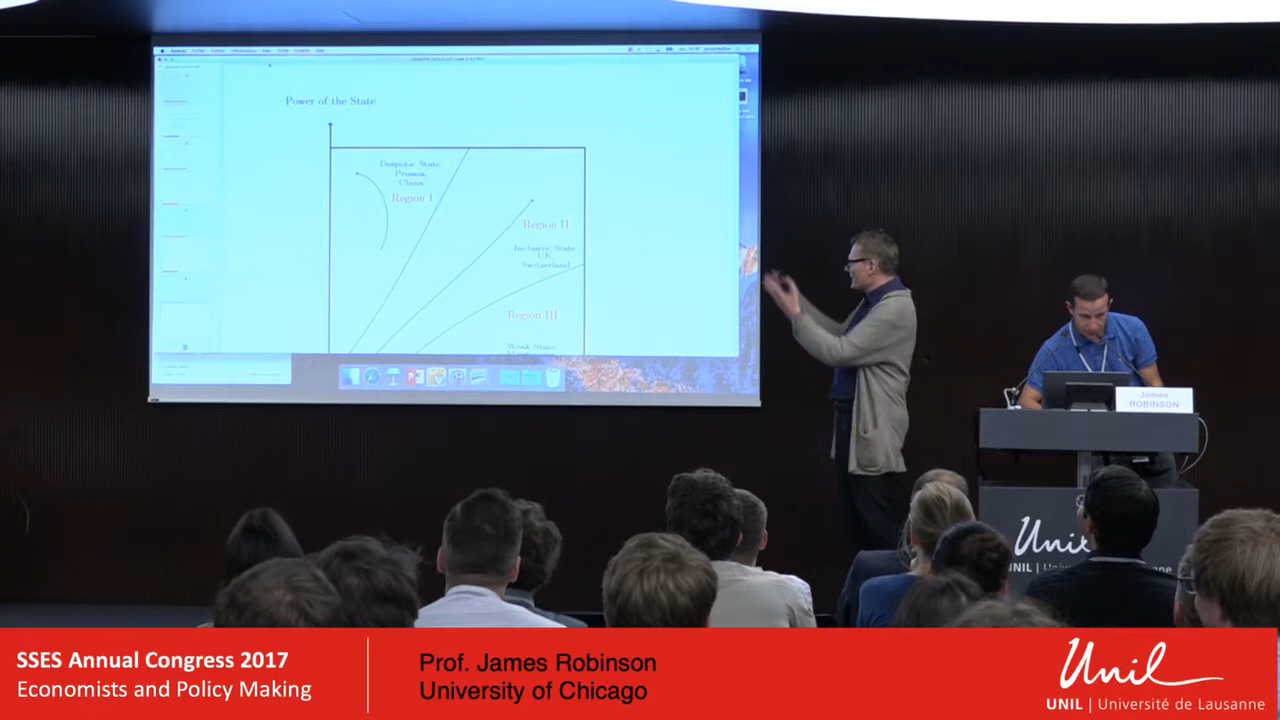 Power of the State
Despotic State
Prussia,
China
Region I
Region II
Inclusive State
UK,
Switzerland
Region III
Weak State
James
ROBINSON
Unil
UNIL | Université de Lausanne
SSES Annual Congress 2017
Economists and Policy Making
Prof. James Robinson
University of Chicago
Unil
UNIL | Université de Lausanne